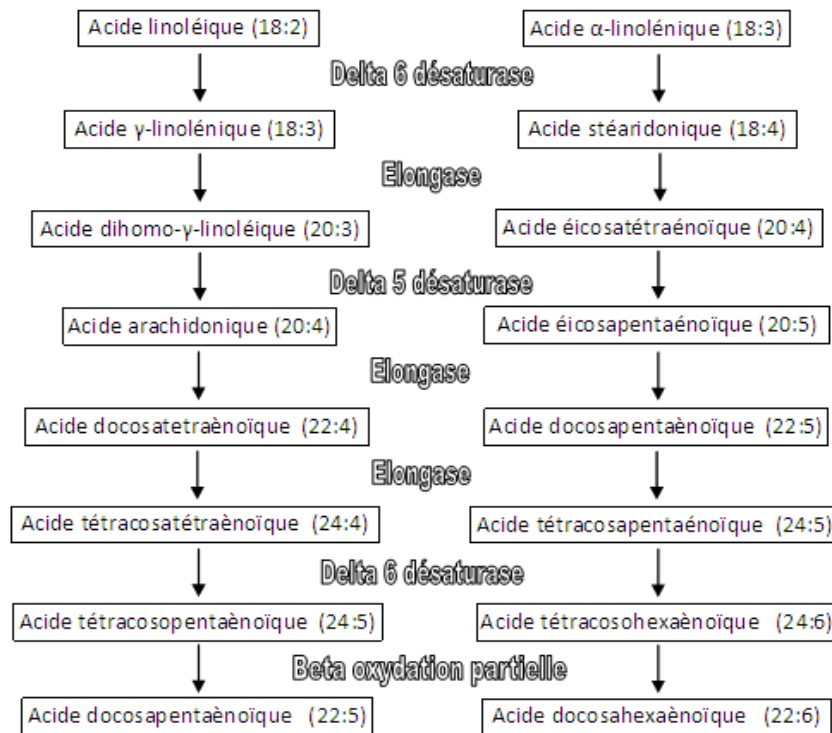 Acide linoléique (18:2)
Acide α-linolénique (18:3)
Delta 6 désaturase
Acide γ-linolénique (18:3)
Acide stéaridonique (18:4)
Elongase
Acide dihomo-γ-linoléique (20:3)
Acide éicosatétraénoïque (20:4)
Delta 5 désaturase
Acide arachidonique (20:4)
Acide éicosapentaénoïque (20:5)
Elongase
Acide docosatetraènoïque (22:4)
Acide docosapentaènoïque (22:5)
Elongase
Acide tétracosatétraènoïque (24:4)
Acide tétracosapentaénoïque (24:5)
Delta 6 désaturase
Acide tétracosopentaènoïque (24:5)
Acide tétracosohexaènoïque (24:6)
Beta oxydation partielle
Acide docosapentaènoïque (22:5)
Acide docosahexaènoïque (22:6)